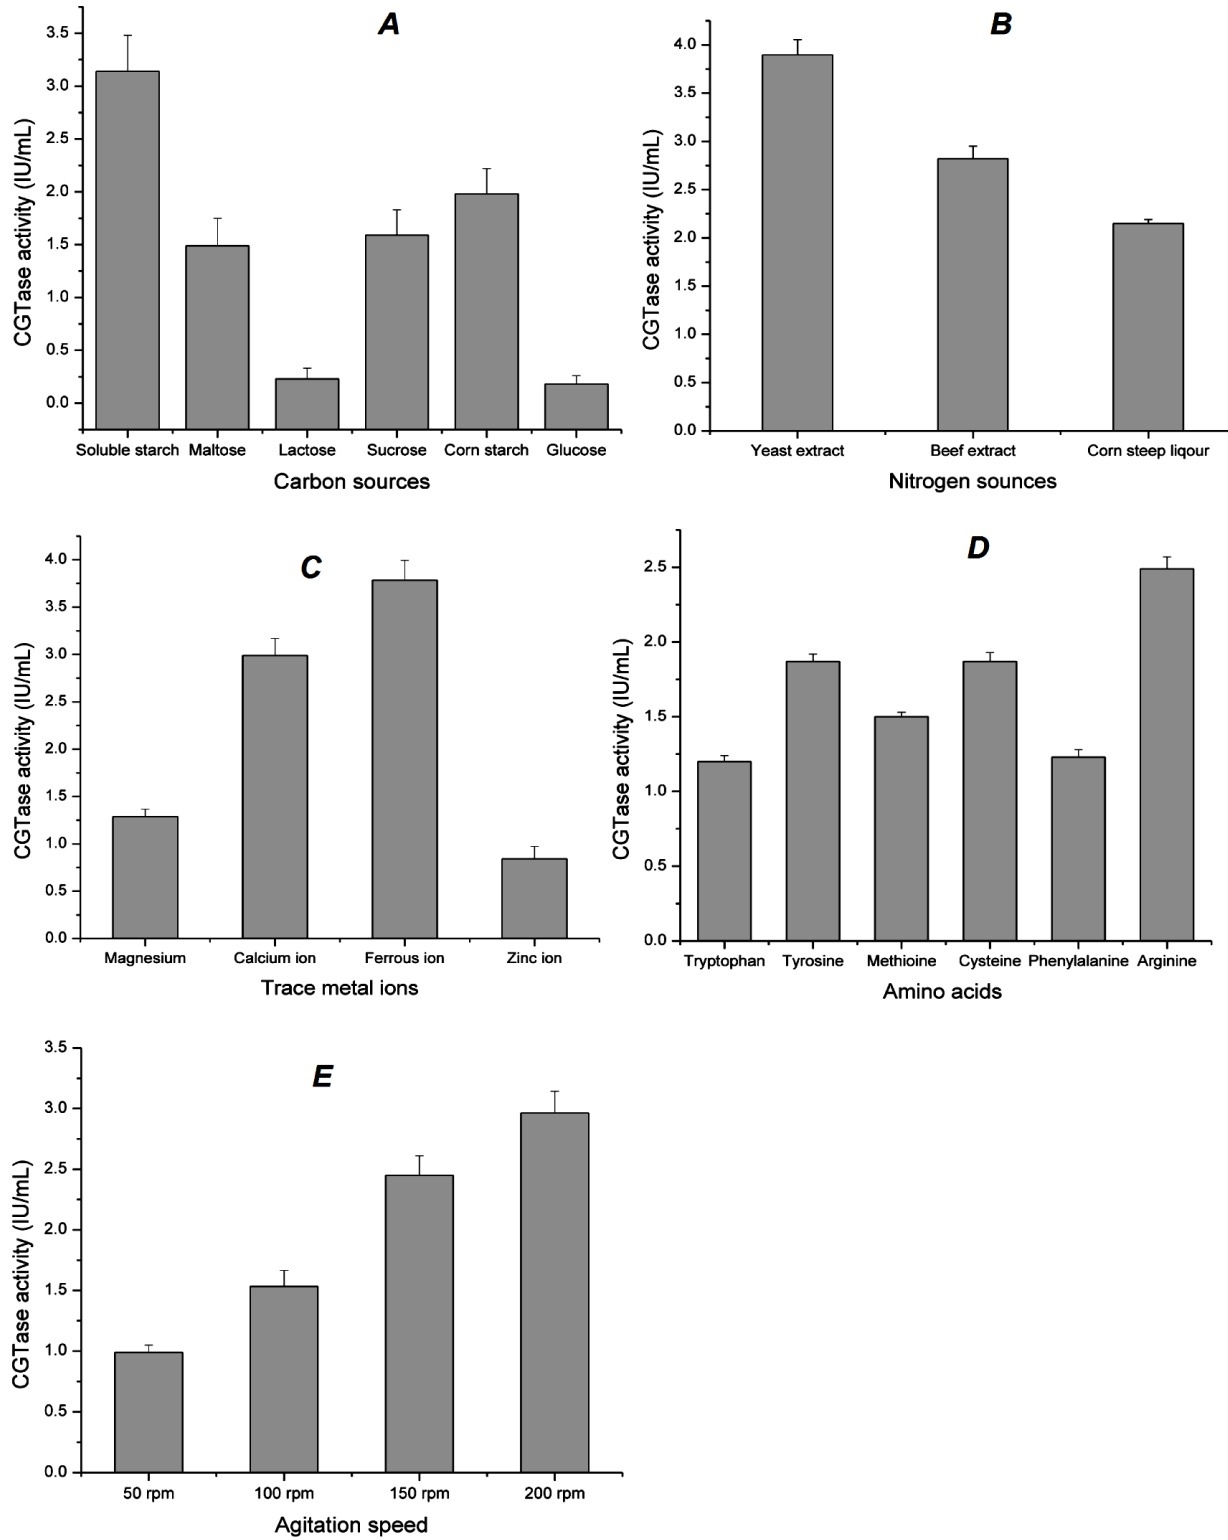 A
CGTase activity (IU/mL)
3.5
3.0
2.5
2.0
1.5
1.0
0.5
0.0
Soluble starch Maltose Lactose Sucrose Corn starch Glucose
Carbon sources
B
CGTase activity (IU/mL)
4.0
3.5
3.0
2.5
2.0
1.5
1.0
0.5
0.0
Yeast extract Beef extract Corn steep liqour
Nitrogen sounces
C
CGTase activity (IU/mL)
4.0
3.5
3.0
2.5
2.0
1.5
1.0
0.5
0.0
Magnesium Calcium ion Ferrous ion Zinc ion
Trace metal ions
D
CGTase activity (IU/mL)
2.5
2.0
1.5
1.0
0.5
0.0
Tryptophan Tyrosine Methioine Cysteine Phenylalanine Arginine
Amino acids
E
CGTase activity (IU/mL)
3.5
3.0
2.5
2.0
1.5
1.0
0.5
0.0
50 rpm 100 rpm 150 rpm 200 rpm
Agitation speed